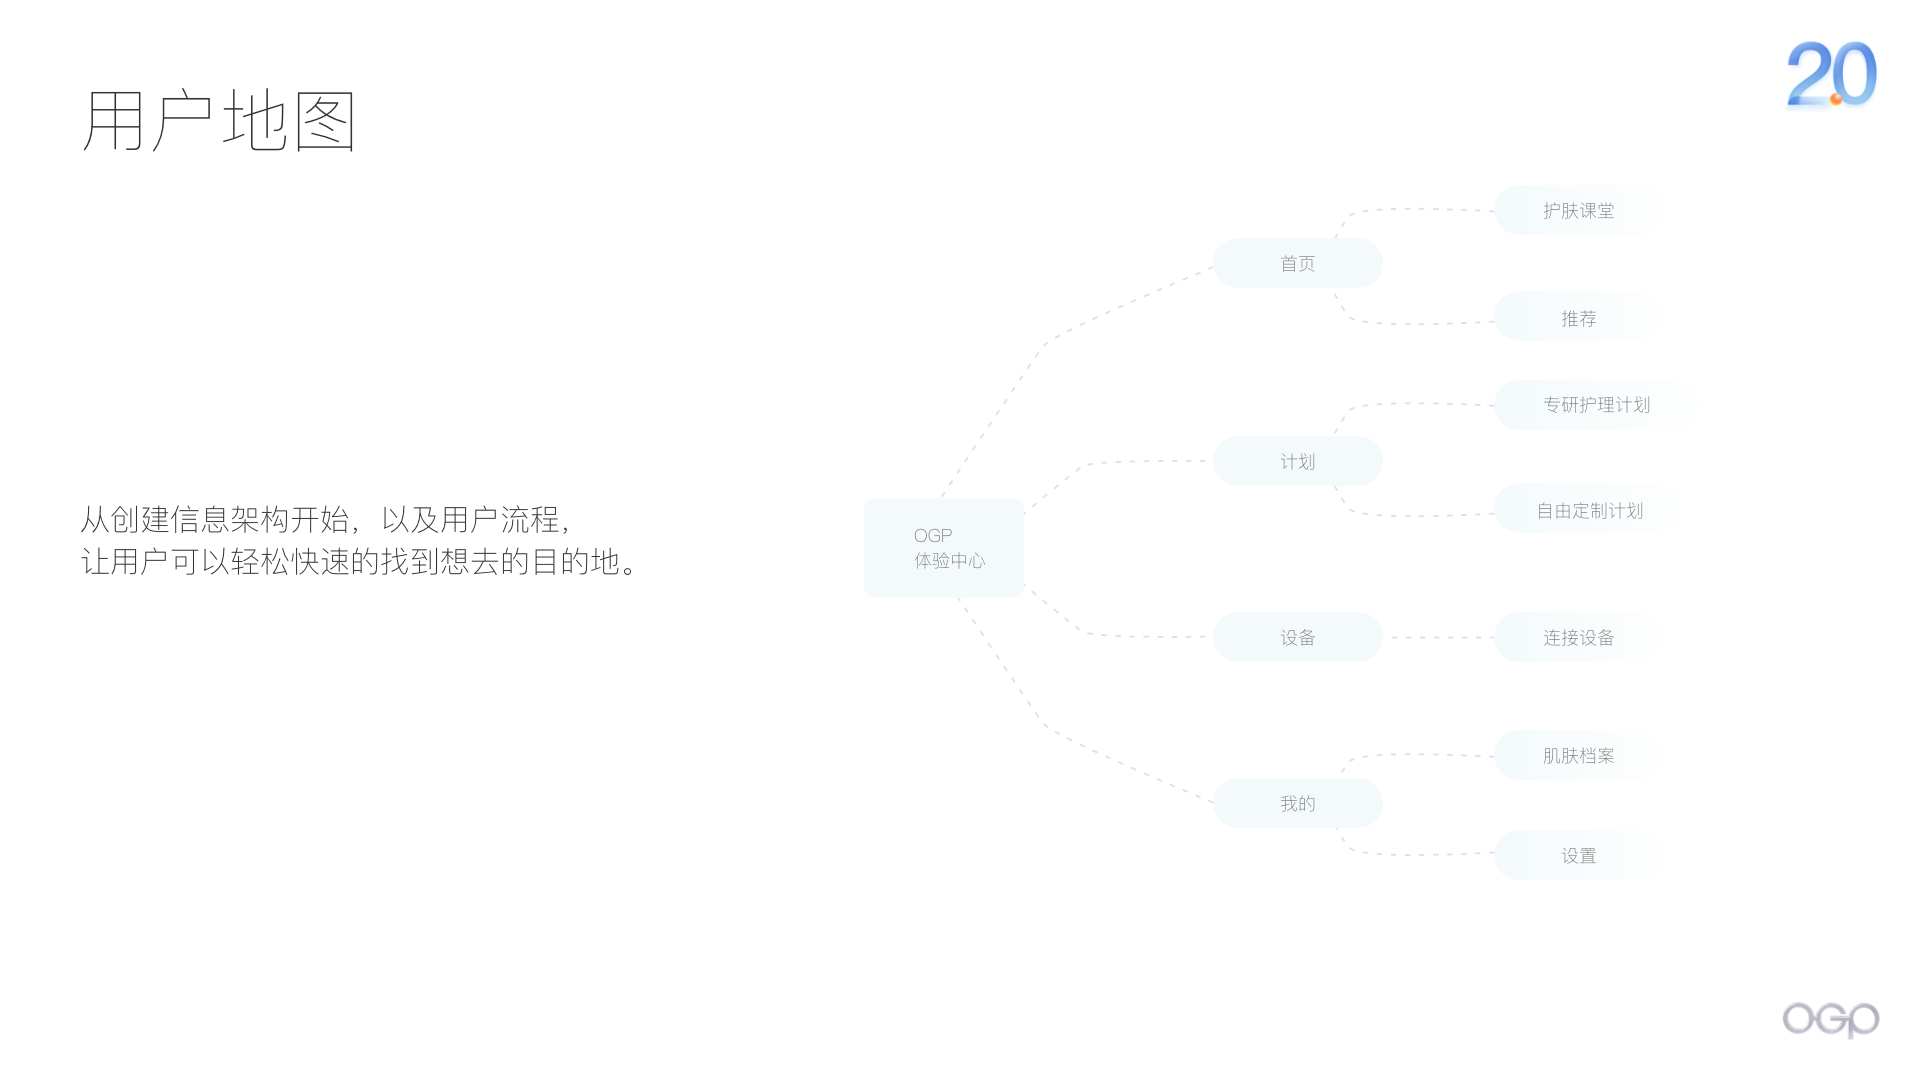 2.0
用户地图
从创建信息架构开始，以及用户流程，
让用户可以轻松快速的找到想去的目的地。
OGP
体验中心
首页
护肤课堂
推荐
计划
专研护理计划
自由定制计划
设备
连接设备
我的
肌肤档案
设置
OGP